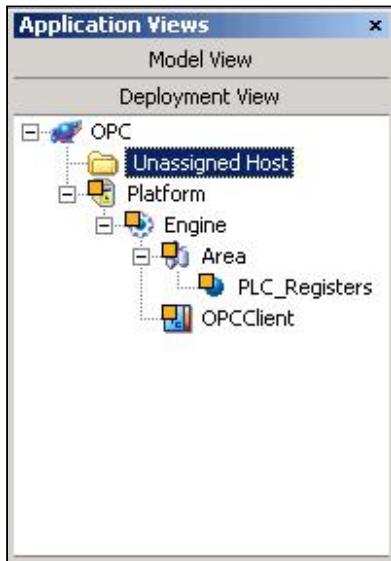 Application Views
Model View
Deployment View
OPC
Unassigned Host
Platform
Engine
Area
PLC_Registers
OPCClient